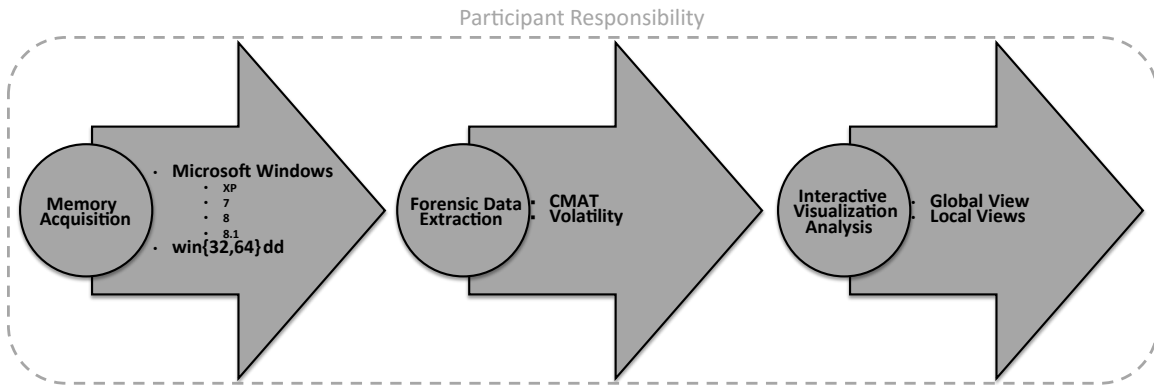 Participant Responsibility
Memory
Acquisition
• Microsoft Windows
• XP
• 7
• 8
• 8.1
• win{32,64}dd
Forensic Data
Extraction
▪ CMAT
▪ Volatility
Interactive
Visualization
Analysis
• Global View
• Local Views